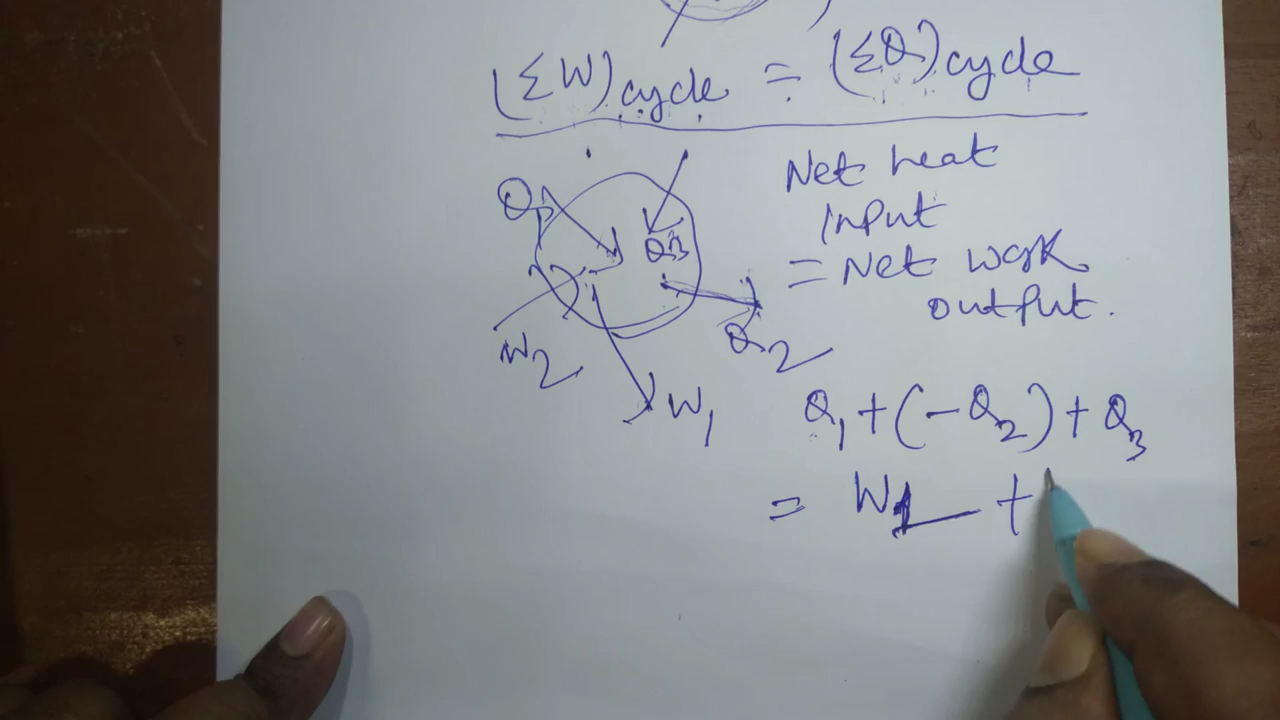 (ΣW)cycle = (ΣQ)cycle
Net heat
input
= Net work
output.
Q1
Q3
Q2
W2
W1
Q1 + (-Q2) + Q3
= W1 +